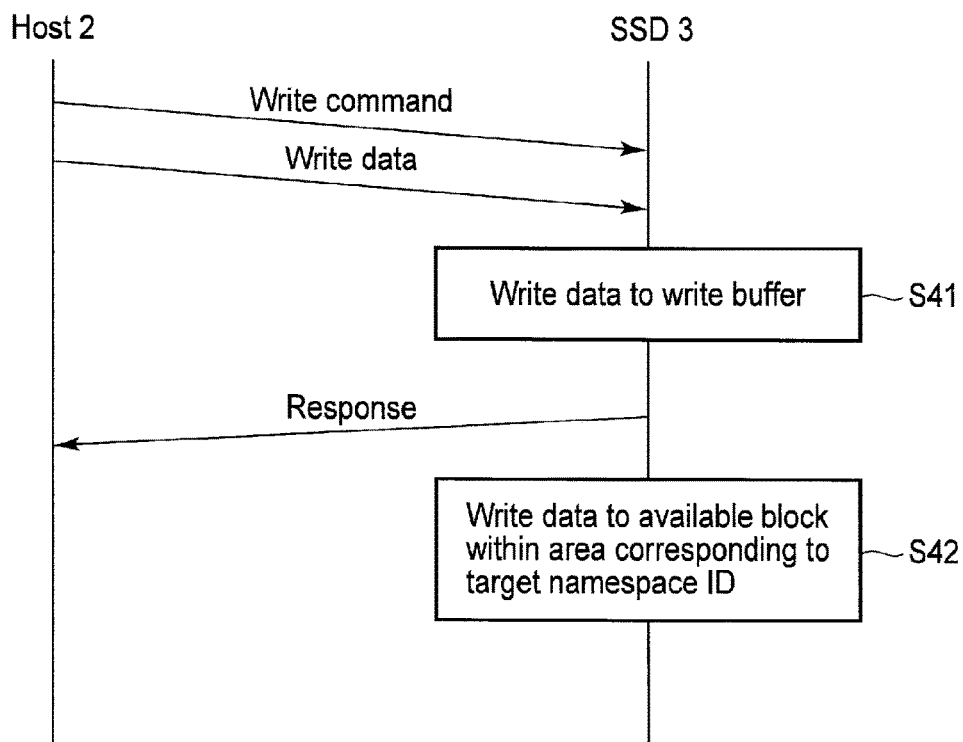 Host 2
SSD 3
Write command
Write data
Write data to write buffer
S41
Response
Write data to available block
within area corresponding to
target namespace ID
S42